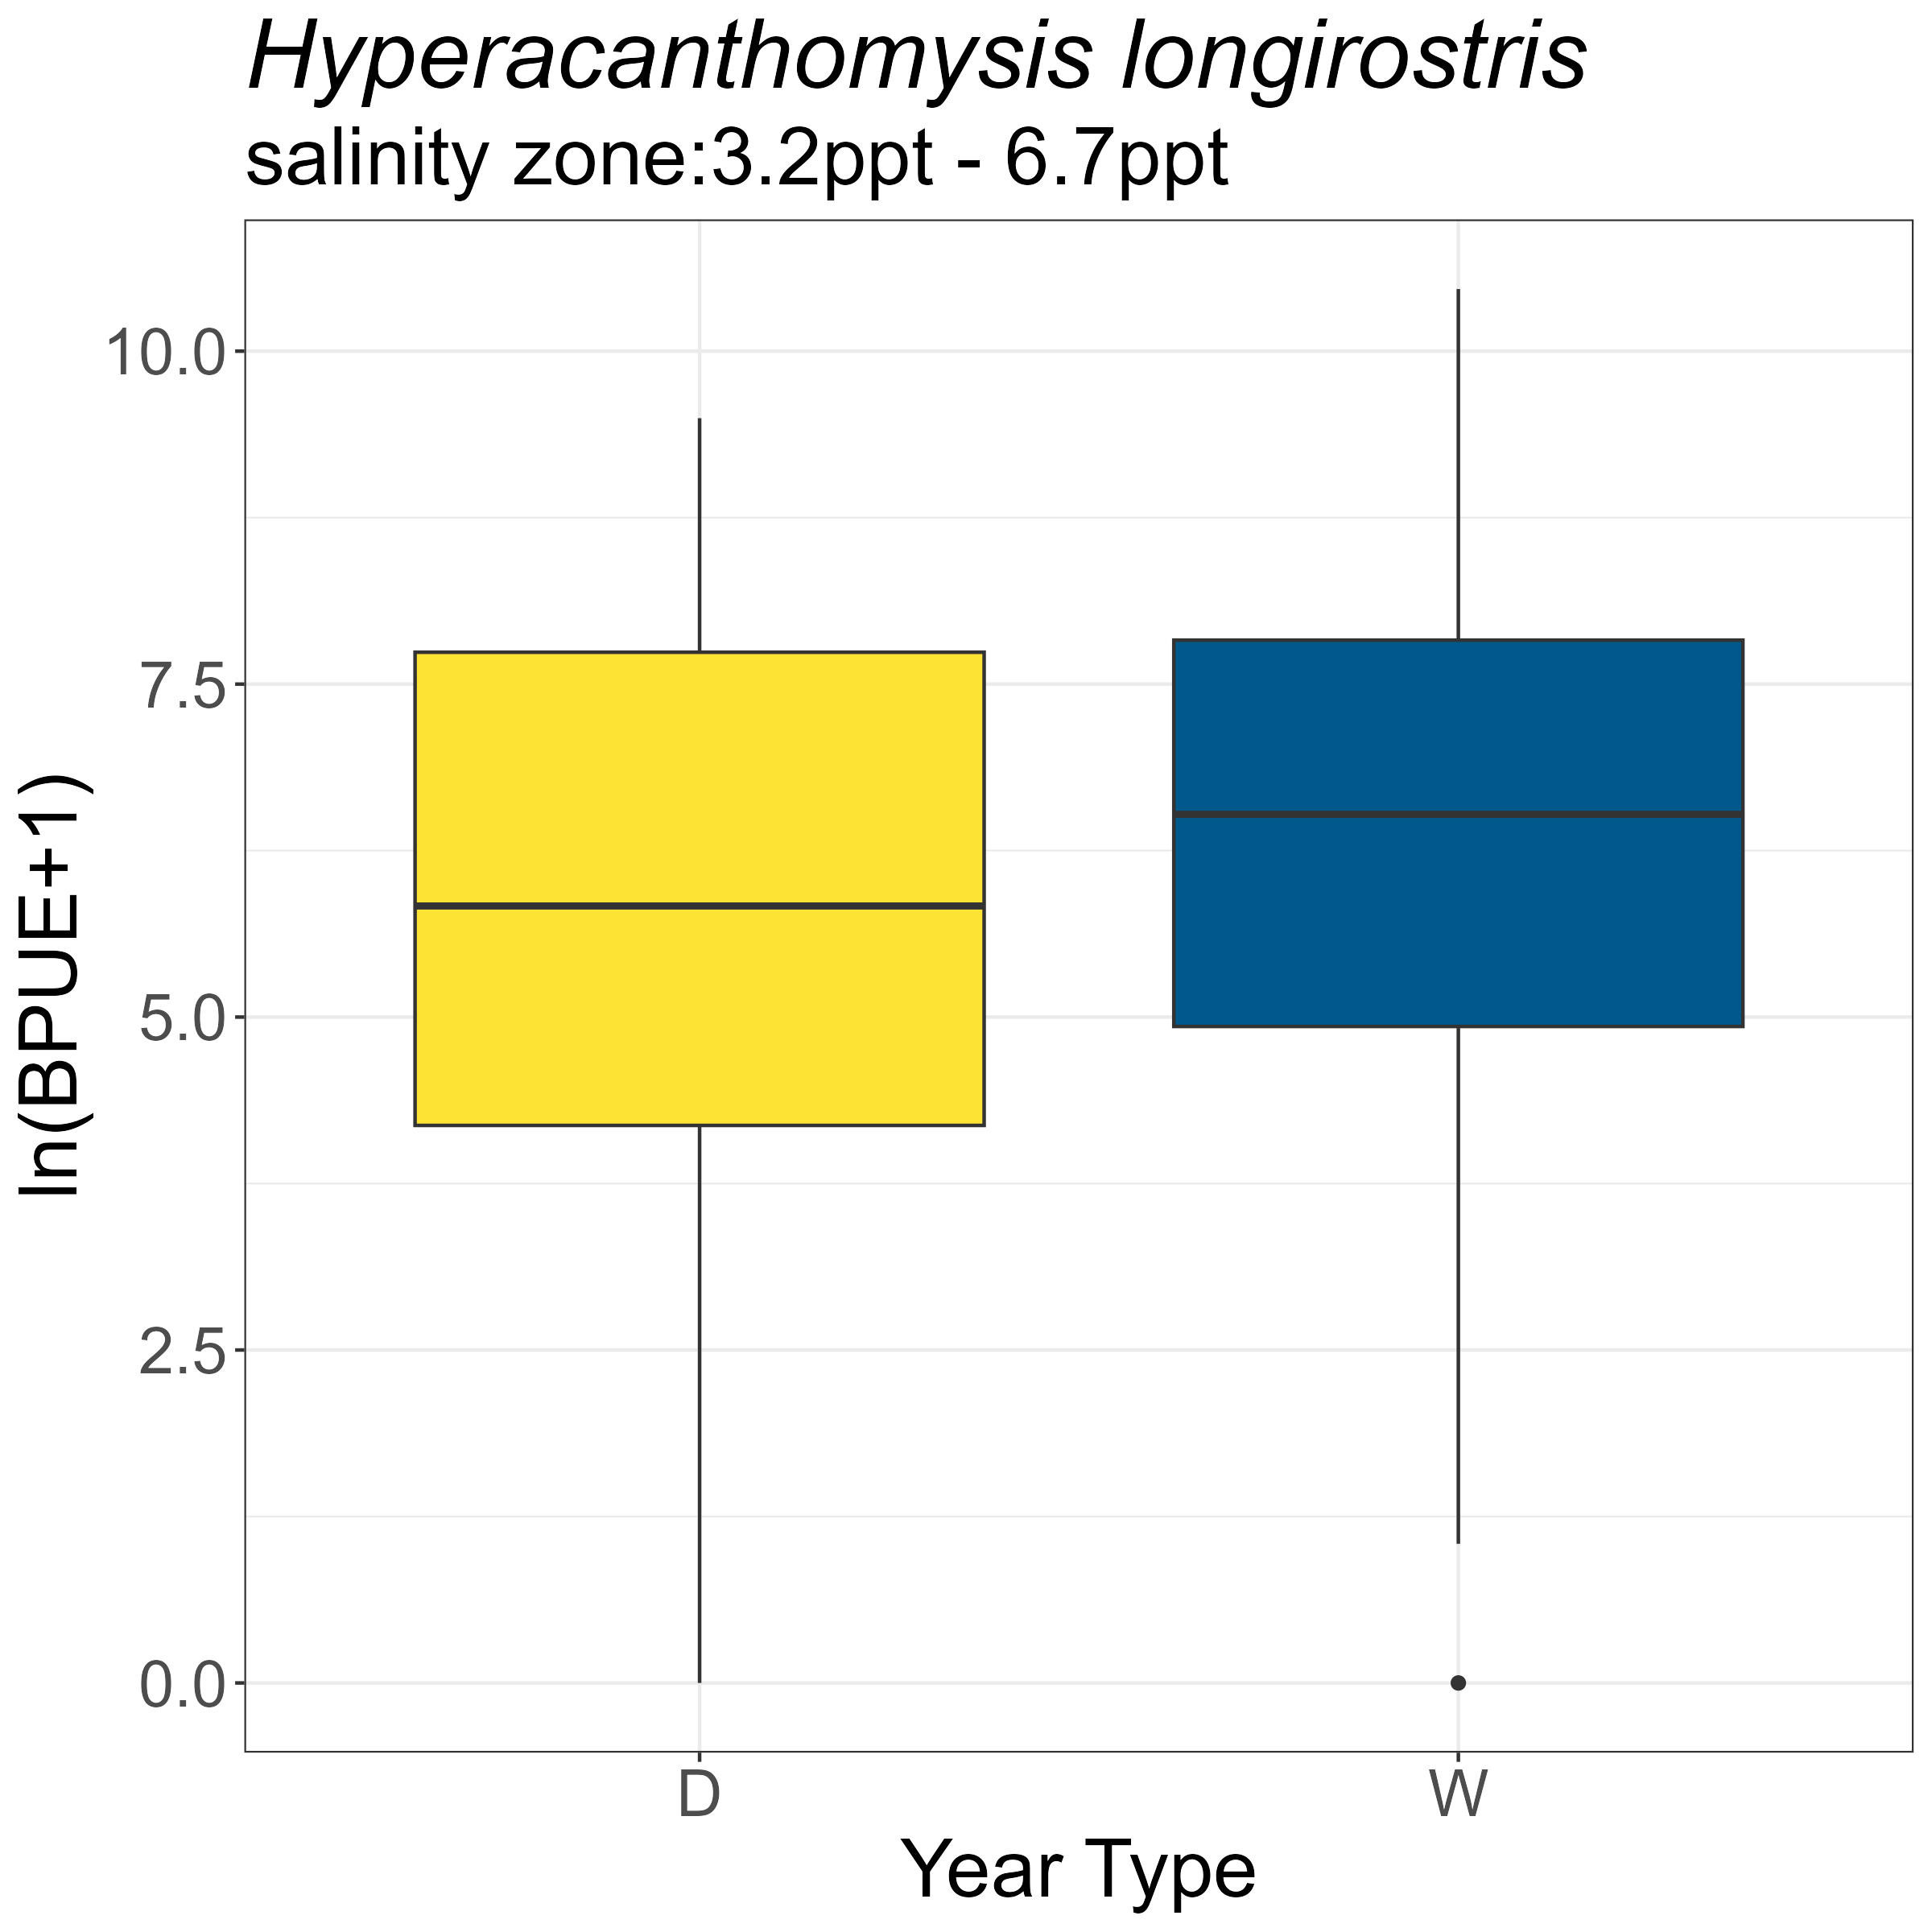 Hyperacanthomysis longirostris
salinity zone:3.2ppt - 6.7ppt
ln(BPUE+1)
10.0
7.5
5.0
2.5
0.0
D
W
Year Type